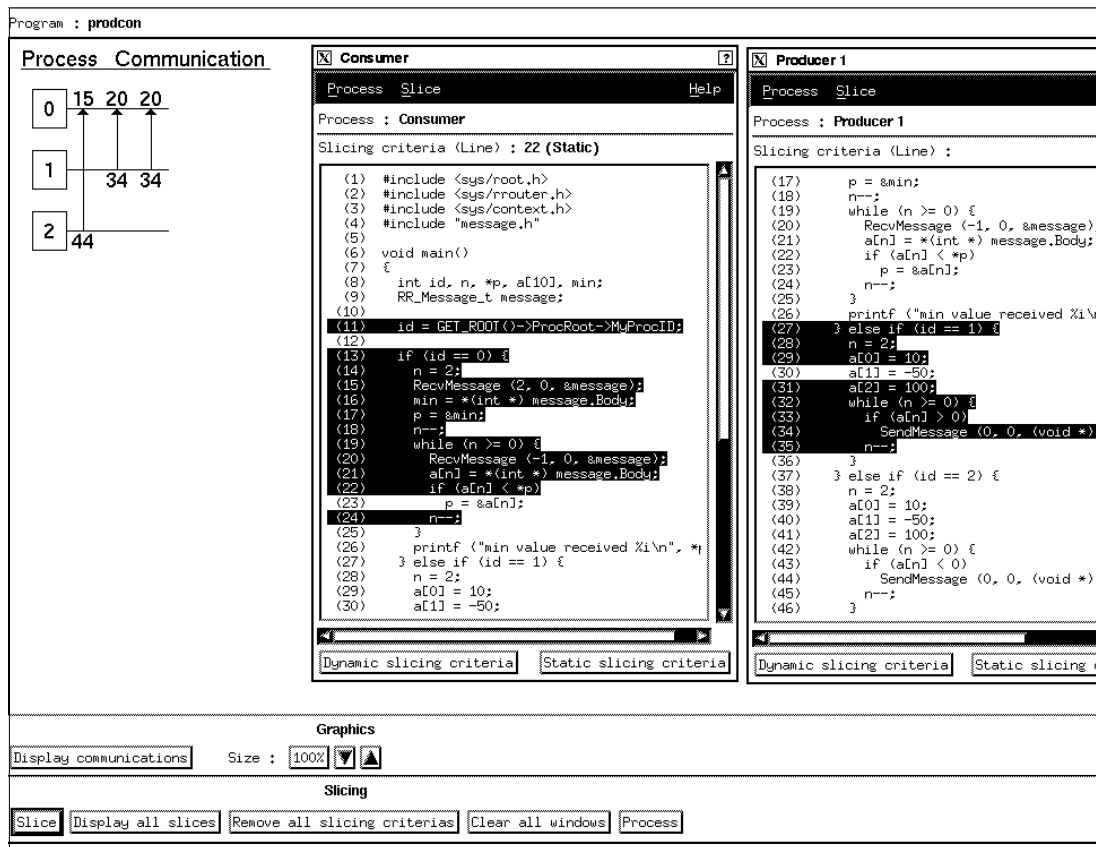 Program : prodcon
Process Communication
0 15 20 20
1
34 34
2
44
Consumer ?
Process Slice Help
Process : Consumer
Slicing criteria (Line) : 22 (Static)
(1) #include <sys/root.h>
(2) #include <sys/rrouter.h>
(3) #include <sys/context.h>
(4) #include "message.h"
(5)
(6) void main()
(7) {
(8) int id, n, *p, a[10], min;
(9) RR_Message_t message;
(10)
(11) id = GET_ROOT()->ProcRoot->MyProcID;
(12)
(13) if (id == 0) {
(14) n = 2;
(15) RecvMessage (2, 0, &message);
(16) min = *(int *) message.Body;
(17) p = &min;
(18) n--;
(19) while (n >= 0) {
(20) RecvMessage (-1, 0, &message);
(21) a[n] = *(int *) message.Body;
(22) if (a[n] < *p)
(23) p = &a[n];
(24) n--;
(25) }
(26) printf ("min value received %i\n", *p
(27) } else if (id == 1) {
(28) n = 2;
(29) a[0] = 10;
(30) a[1] = -50;
Dynamic slicing criteria Static slicing criteria
Producer 1
Process Slice
Process : Producer 1
Slicing criteria (Line) :
(17) p = &min;
(18) n--;
(19) while (n >= 0) {
(20) RecvMessage (-1, 0, &message)
(21) a[n] = *(int *) message.Body;
(22) if (a[n] < *p)
(23) p = &a[n];
(24) n--;
(25) }
(26) printf ("min value received %i\n
(27) } else if (id == 1) {
(28) n = 2;
(29) a[0] = 10;
(30) a[1] = -50;
(31) a[2] = 100;
(32) while (n >= 0) {
(33) if (a[n] > 0)
(34) SendMessage (0, 0, (void *)
(35) n--;
(36) }
(37) } else if (id == 2) {
(38) n = 2;
(39) a[0] = 10;
(40) a[1] = -50;
(41) a[2] = 100;
(42) while (n >= 0) {
(43) if (a[n] < 0)
(44) SendMessage (0, 0, (void *)
(45) n--;
(46) }
Dynamic slicing criteria Static slicing
Graphics
Display communications Size : 100%
Slicing
Slice Display all slices Remove all slicing criterias Clear all windows Process